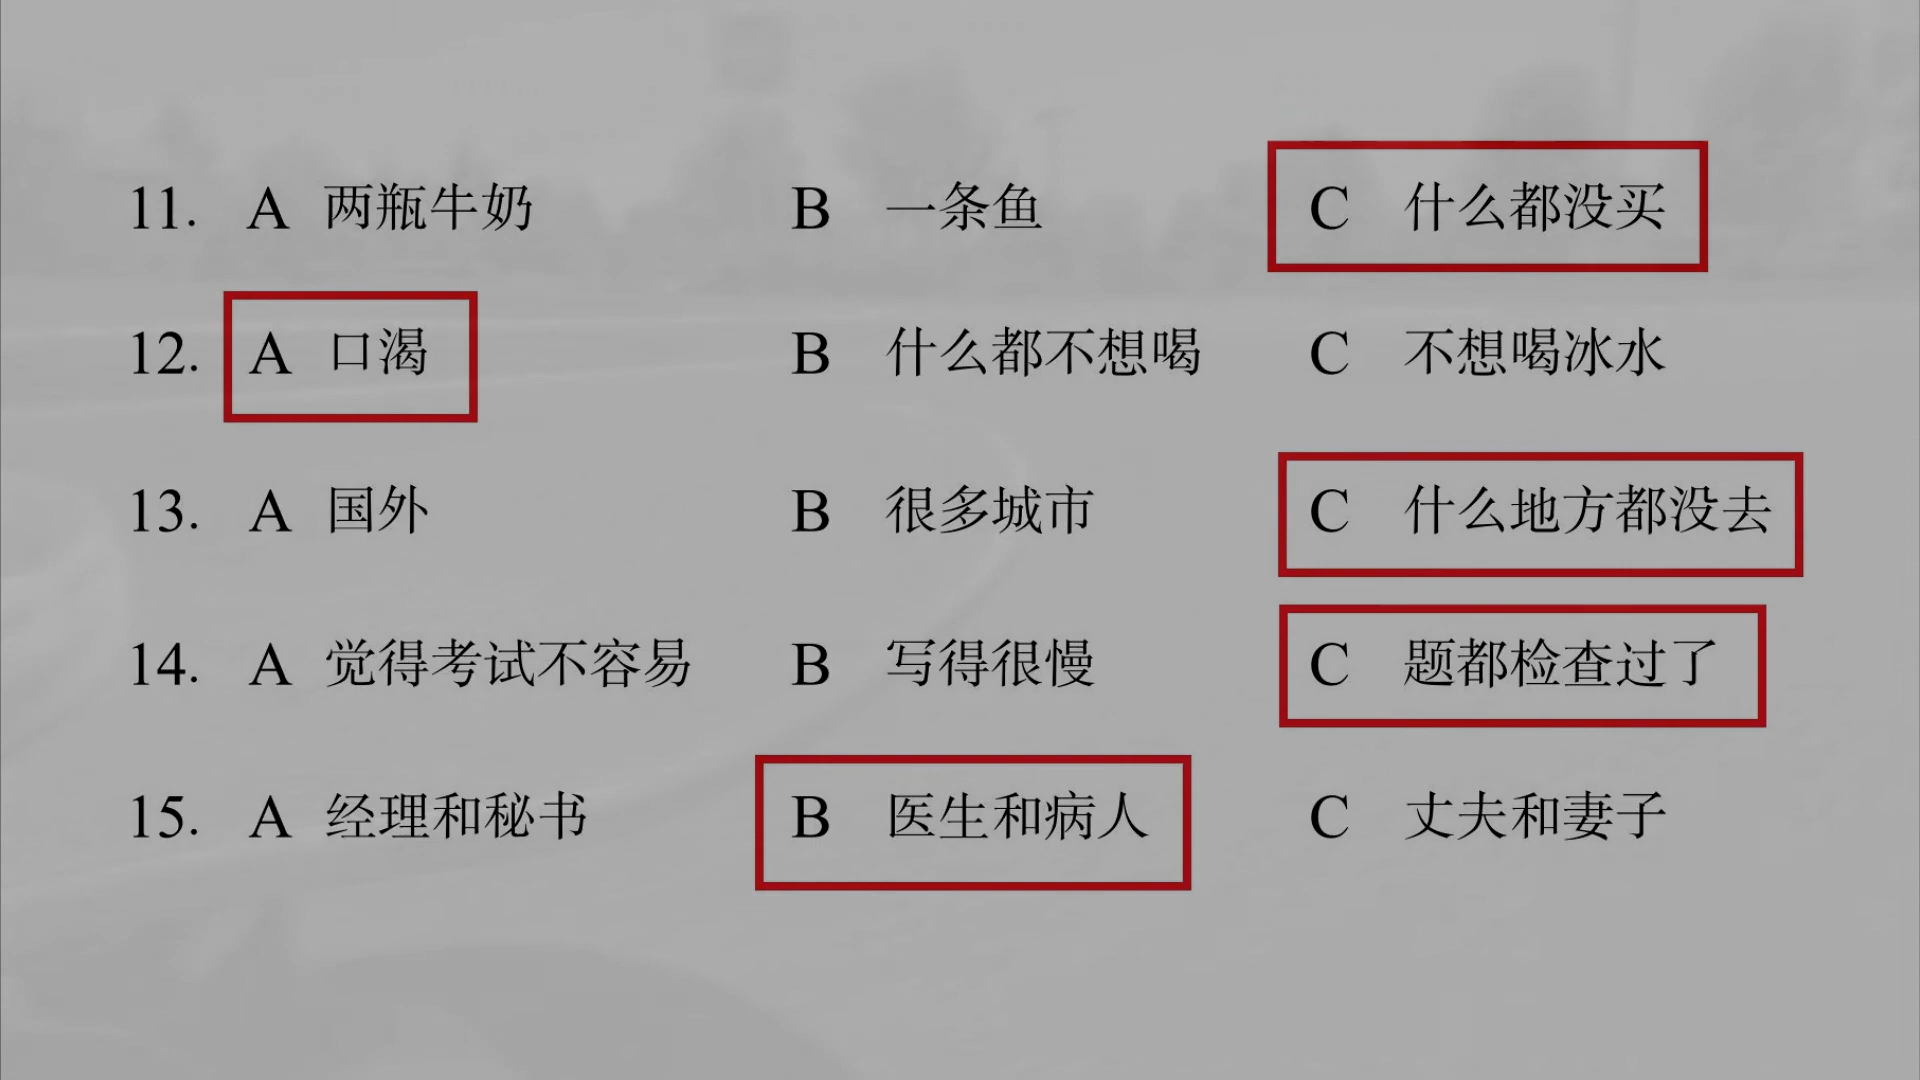 11. A 两瓶牛奶 B 一条鱼 C 什么都没买
12. A 口渴 B 什么都不想喝 C 不想喝冰水
13. A 国外 B 很多城市 C 什么地方都没去
14. A 觉得考试不容易 B 写得很慢 C 题都检查过了
15. A 经理和秘书 B 医生和病人 C 丈夫和妻子